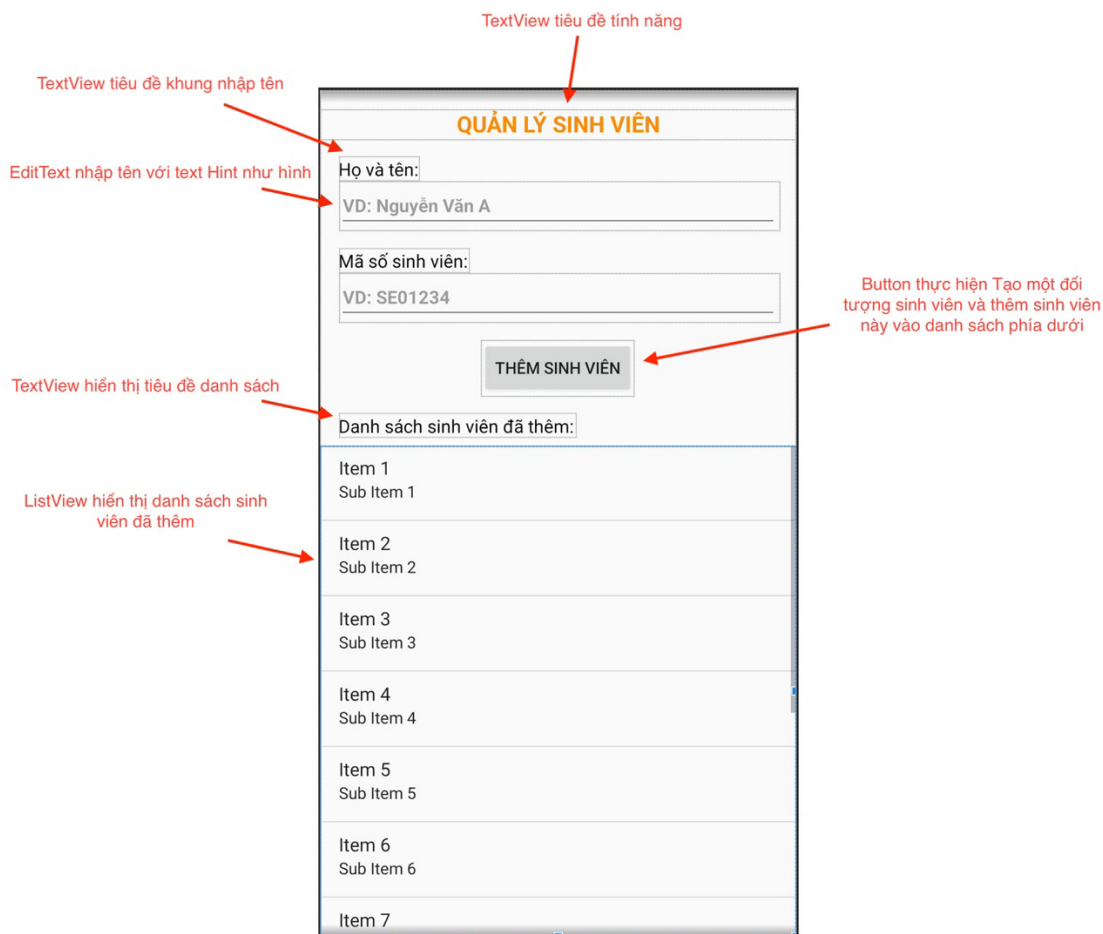 TextView tiêu đề tính năng
TextView tiêu đề khung nhập tên
QUẢN LÝ SINH VIÊN
Họ và tên:
EditText nhập tên với text Hint như hình
VD: Nguyễn Văn A
Mã số sinh viên:
VD: SE01234
Button thực hiện Tạo một đối
tượng sinh viên và thêm sinh viên
này vào danh sách phía dưới
THÊM SINH VIÊN
TextView hiển thị tiêu đề danh sách
Danh sách sinh viên đã thêm:
Item 1
Sub Item 1
ListView hiển thị danh sách sinh
viên đã thêm
Item 2
Sub Item 2
Item 3
Sub Item 3
Item 4
Sub Item 4
Item 5
Sub Item 5
Item 6
Sub Item 6
Item 7